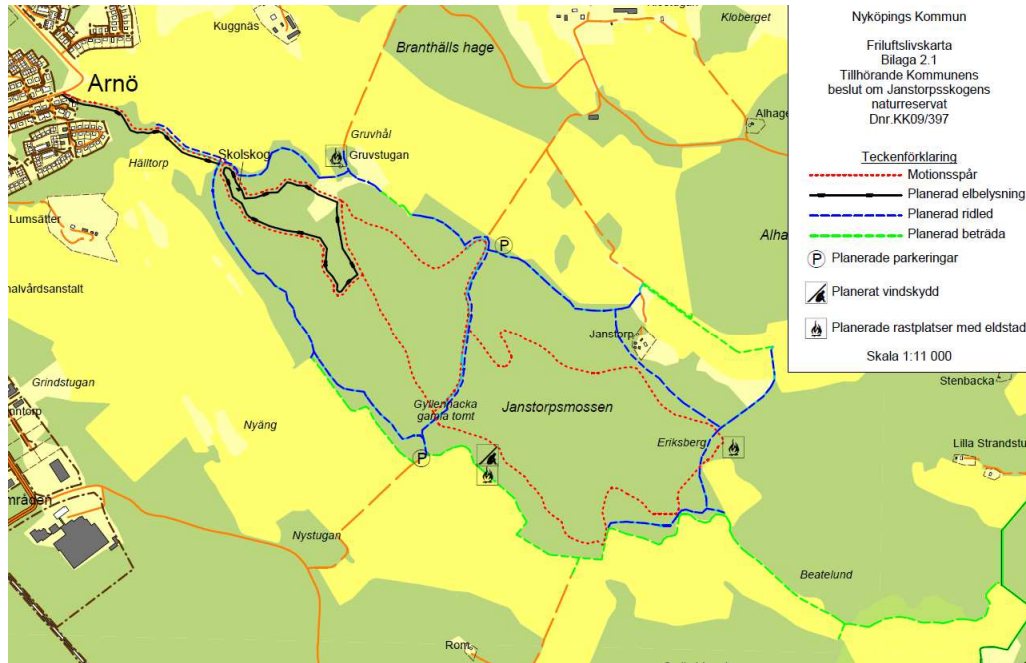 Nyköpings Kommun
Friluftslivskarta
Bilaga 2.1
Tillhörande Kommunens
beslut om Janstorpsskogens
naturreservat
Dnr.KK09/397
Teckenförklaring
Motionsspår
Planerad elbelysning
Planerad ridled
Planerad beträda
P Planerade parkeringar
Planerat vindskydd
Planerade rastplatser med eldstad
Skala 1:11 000
Kuggnäs
Kloberget
Branthälls hage
Arnö
Alhage
Gruvhål
Gruvstugan
Skolskog
Hälltorp
Lumsätter
Alha
P
nalvårdsanstalt
Janstorp
Grindstugan
Stenbacka
Nyäng
Gyllenhacka
gamla tomt
Janstorpsmossen
Eriksberg
Lilla Strandstu
P
områden
Nystugan
Beatelund
Rom